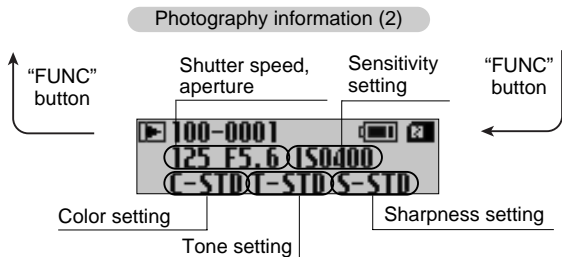 Photography information (2)
Shutter speed,
aperture
Sensitivity
setting
“FUNC”
button
“FUNC”
button
100-0001
125 F5.6 ISO400
C-STD T-STD S-STD
Color setting
Sharpness setting
Tone setting